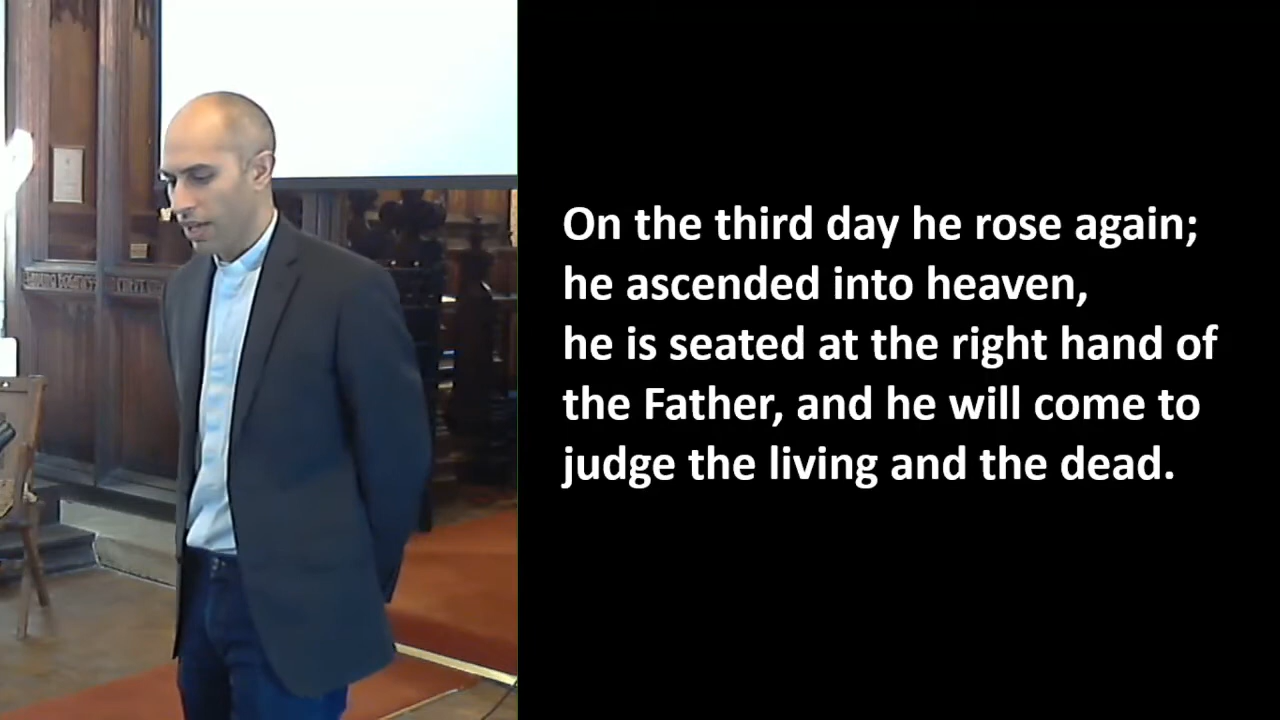 On the third day he rose again;
he ascended into heaven,
he is seated at the right hand of
the Father, and he will come to
judge the living and the dead.